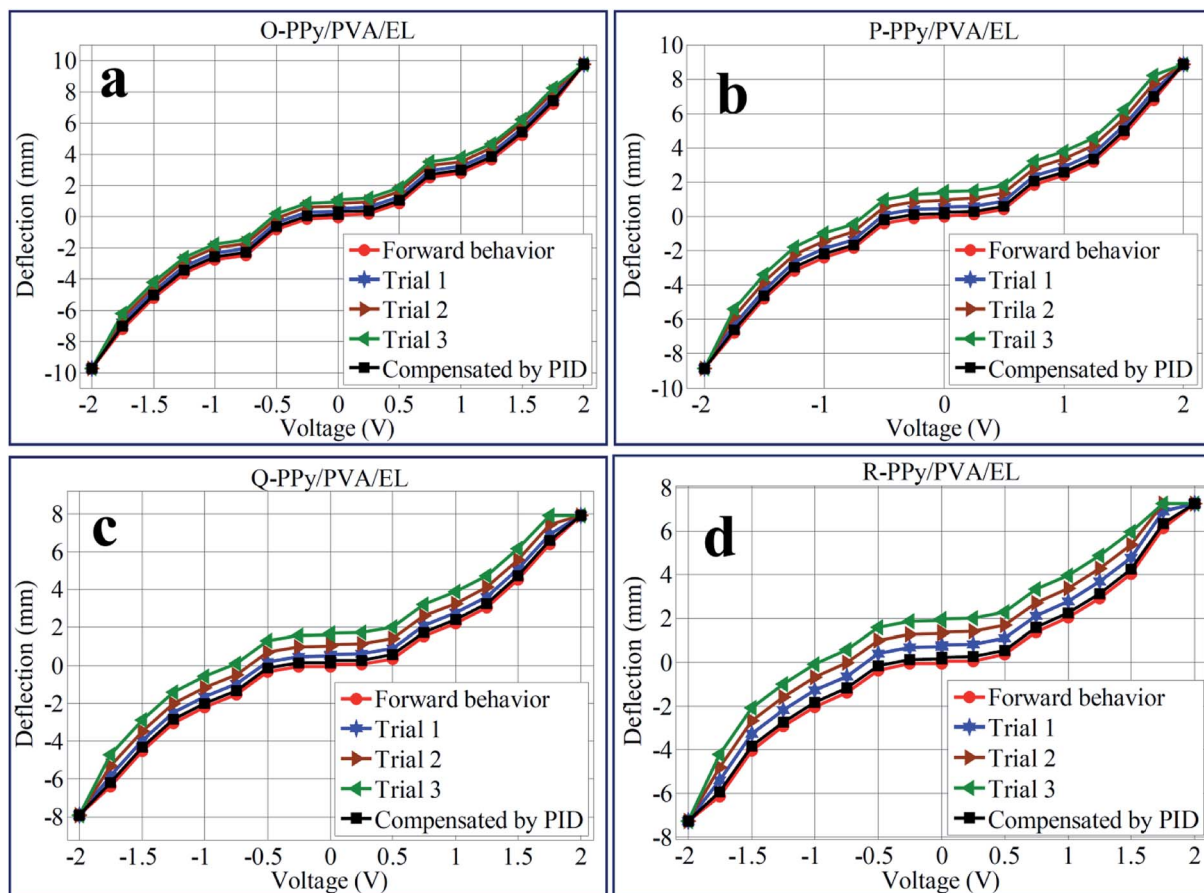 O-PPy/PVA/EL
a
Deflection (mm)
10
8
6
4
2
0
-2
-4
-6
-8
-10
-2 -1.5 -1 -0.5 0 0.5 1 1.5 2
Voltage (V)
Forward behavior
Trial 1
Trial 2
Trial 3
Compensated by PID
P-PPy/PVA/EL
b
Deflection (mm)
10
8
6
4
2
0
-2
-4
-6
-8
-10
-2 -1 0 1 2
Voltage (V)
Forward behavior
Trial 1
Trila 2
Trail 3
Compensated by PID
Q-PPy/PVA/EL
c
Deflection (mm)
8
6
4
2
0
-2
-4
-6
-8
-2 -1.5 -1 -0.5 0 0.5 1 1.5 2
Voltage (V)
Forward behavior
Trial 1
Trial 2
Trial 3
Compensated by PID
R-PPy/PVA/EL
d
Deflection (mm)
8
6
4
2
0
-2
-4
-6
-8
-2 -1.5 -1 -0.5 0 0.5 1 1.5 2
Voltage (V)
Forward behavior
Trial 1
Trial 2
Trial 3
Compensated by PID